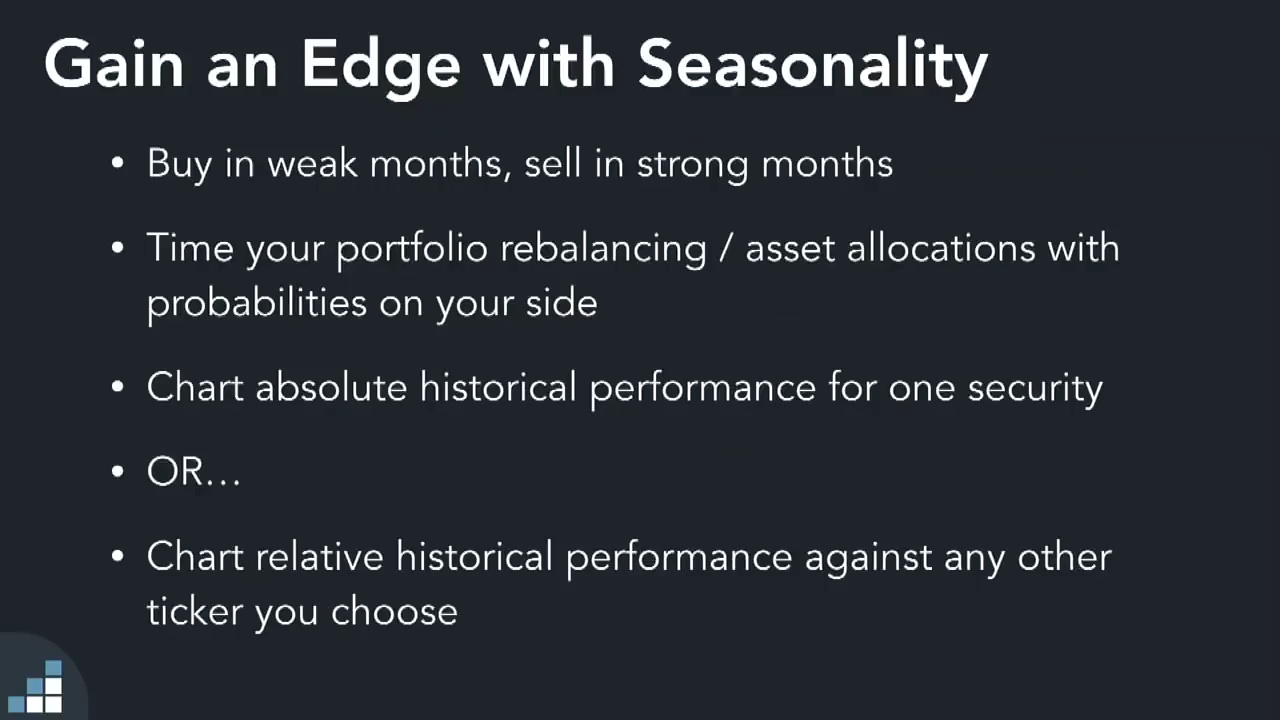 Gain an Edge with Seasonality
• Buy in weak months, sell in strong months
• Time your portfolio rebalancing / asset allocations with
probabilities on your side
• Chart absolute historical performance for one security
• OR...
• Chart relative historical performance against any other
ticker you choose